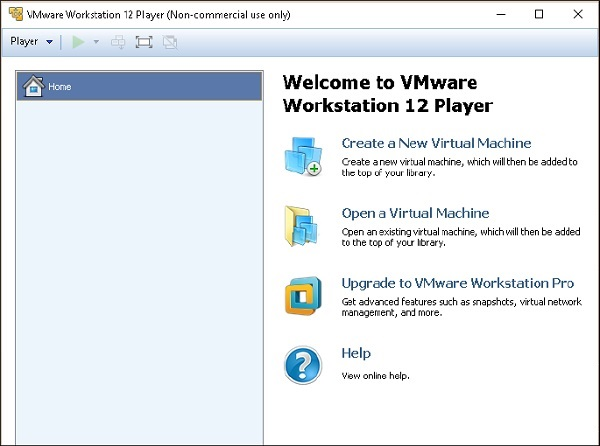 VMware Workstation 12 Player (Non-commercial use only)
Player
Home
Welcome to VMware
Workstation 12 Player
Create a New Virtual Machine
Create a new virtual machine, which will then be added to
the top of your library.
Open a Virtual Machine
Open an existing virtual machine, which will then be added
to the top of your library.
Upgrade to VMware Workstation Pro
Get advanced features such as snapshots, virtual network
management, and more.
Help
View online help.